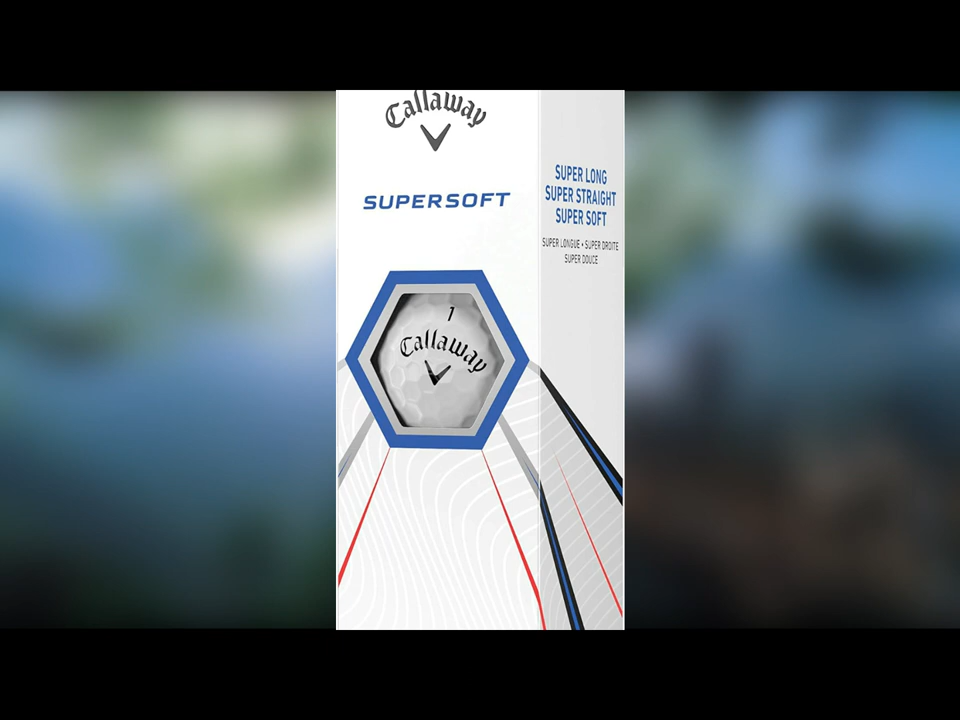 Callaway
SUPERSOFT
SUPER LONG
SUPER STRAIGHT
SUPER SOFT
SUPER LONGUE • SUPER DROITE
SUPER DOUCE
1
Callaway